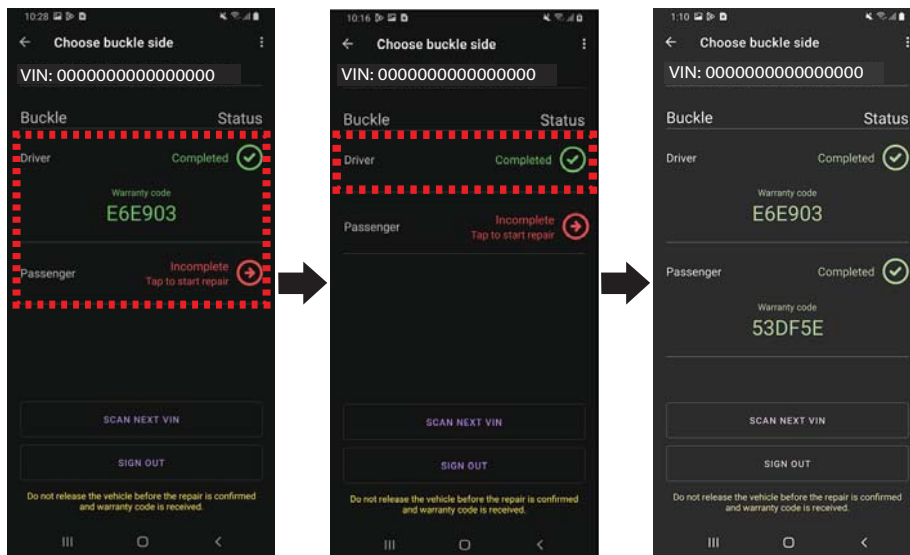 10:28
Choose buckle side
VIN: 0000000000000000
Buckle Status
Driver Completed
Warranty code
E6E903
Passenger Incomplete
Tap to start repair
SCAN NEXT VIN
SIGN OUT
Do not release the vehicle before the repair is confirmed
and warranty code is received.
10:16
Choose buckle side
VIN: 0000000000000000
Buckle Status
Driver Completed
Passenger Incomplete
Tap to start repair
SCAN NEXT VIN
SIGN OUT
Do not release the vehicle before the repair is confirmed
and warranty code is received.
1:10
Choose buckle side
VIN: 0000000000000000
Buckle Status
Driver Completed
Warranty code
E6E903
Passenger Completed
Warranty code
53DF5E
SCAN NEXT VIN
SIGN OUT
Do not release the vehicle before the repair is confirmed
and warranty code is received.